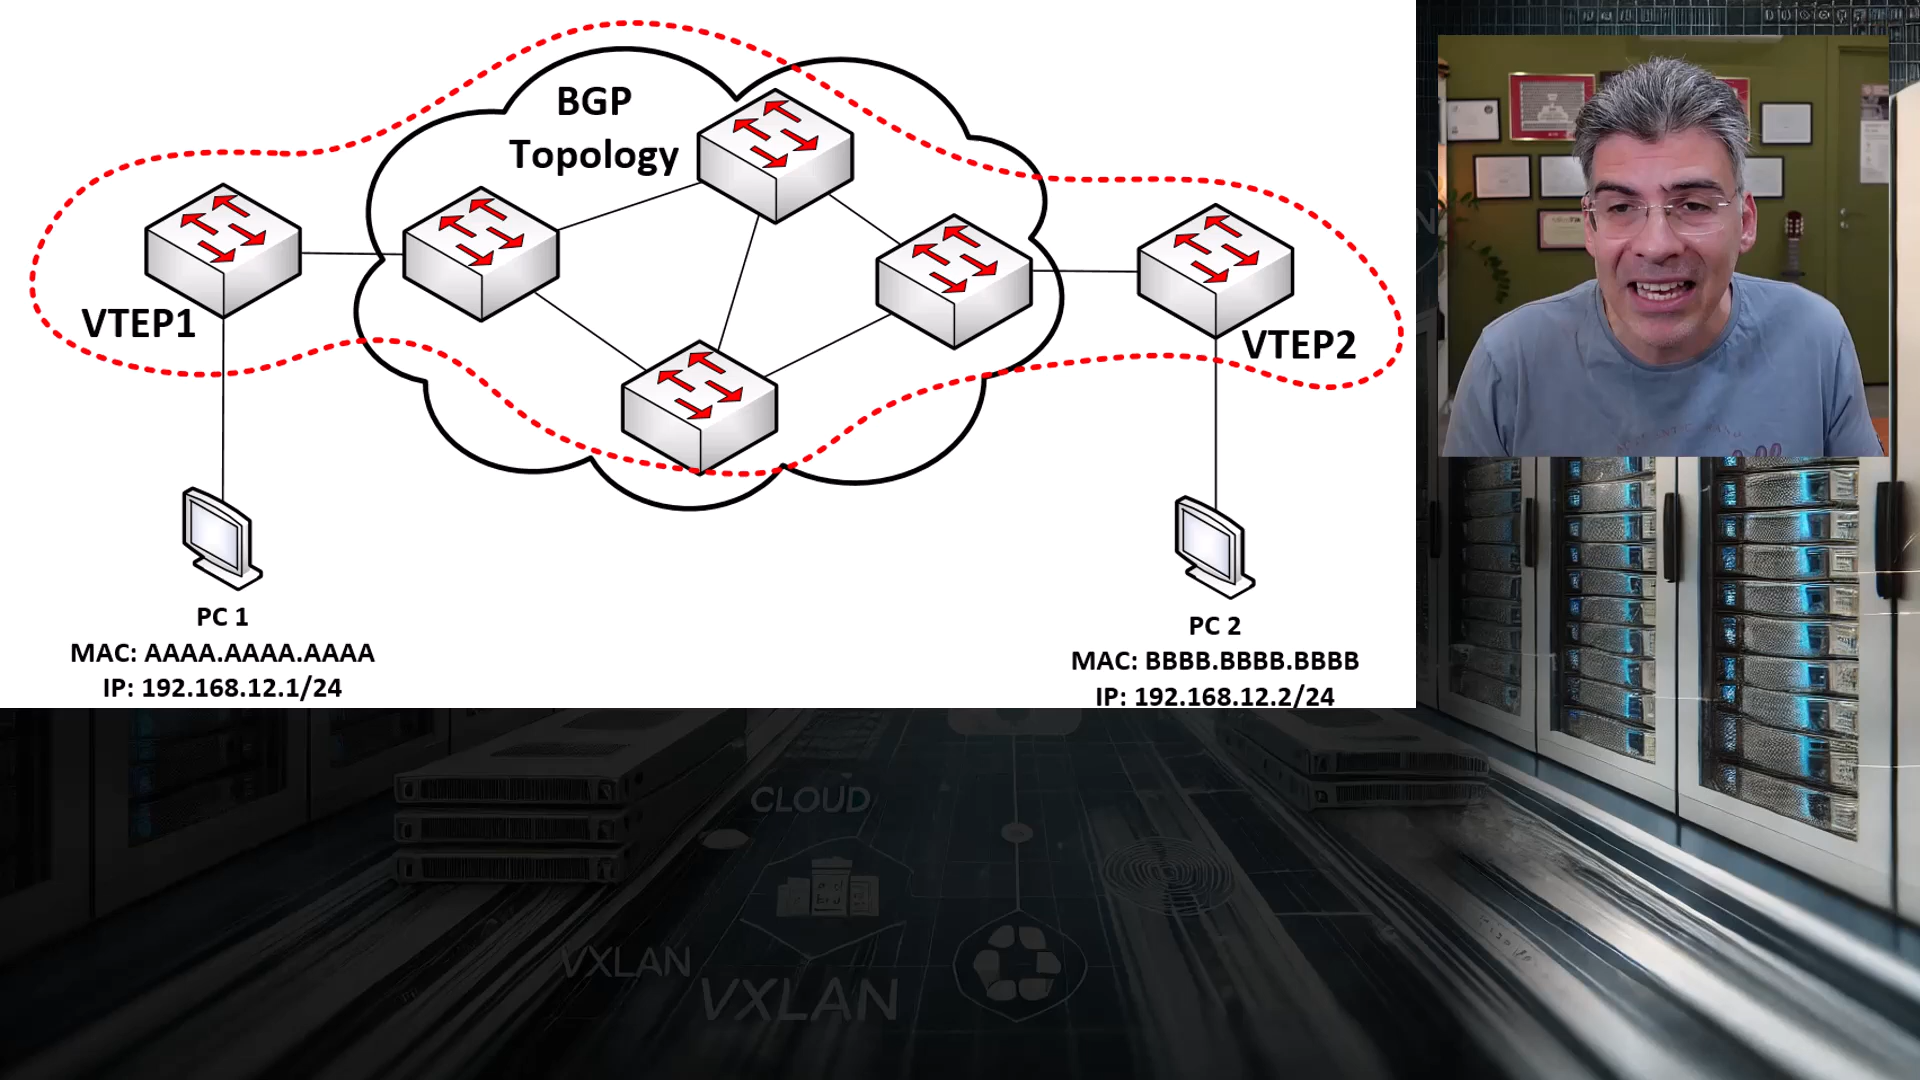 BGP
Topology
VTEP1
VTEP2
PC 1
MAC: AAAA.AAAA.AAAA
IP: 192.168.12.1/24
PC 2
MAC: BBBB.BBBB.BBBB
IP: 192.168.12.2/24
CLOUD
VXLAN
VXLAN